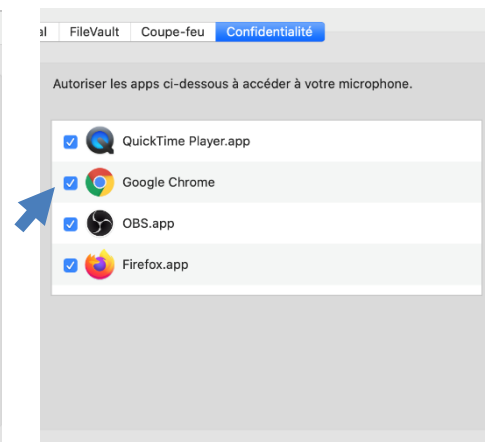 al FileVault Coupe-feu Confidentialité
Autoriser les apps ci-dessous à accéder à votre microphone.
QuickTime Player.app
Google Chrome
OBS.app
Firefox.app